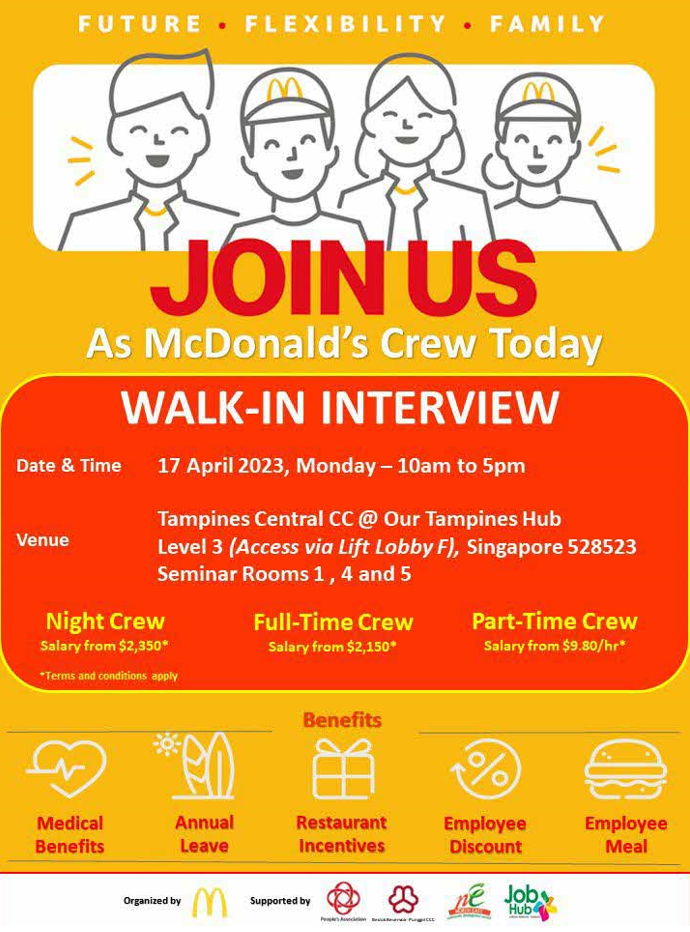 FUTURE • FLEXIBILITY • FAMILY
JOIN US
As McDonald's Crew Today
WALK-IN INTERVIEW
Date & Time 17 April 2023, Monday – 10am to 5pm
Venue
Tampines Central CC @ Our Tampines Hub
Level 3 (Access via Lift Lobby F), Singapore 528523
Seminar Rooms 1 , 4 and 5
Night Crew
Salary from $2,350*
Full-Time Crew
Salary from $2,150*
Part-Time Crew
Salary from $9.80/hr*
*Terms and conditions apply
Benefits
Medical
Benefits
Annual
Leave
Restaurant
Incentives
Employee
Discount
Employee
Meal
Organized by
Supported by
People's Association
ne
NORTH EAST
Job
Hub